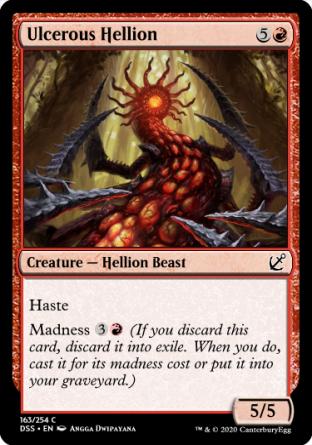 Ulcerous Hellion 5
Creature — Hellion Beast
Haste
Madness 3 (If you discard this
card, discard it into exile. When you do,
cast it for its madness cost or put it into
your graveyard.)
5/5
163/254 C
DSS • EN Angga Dwipayana
™ & © 2020 CanterburyEgg